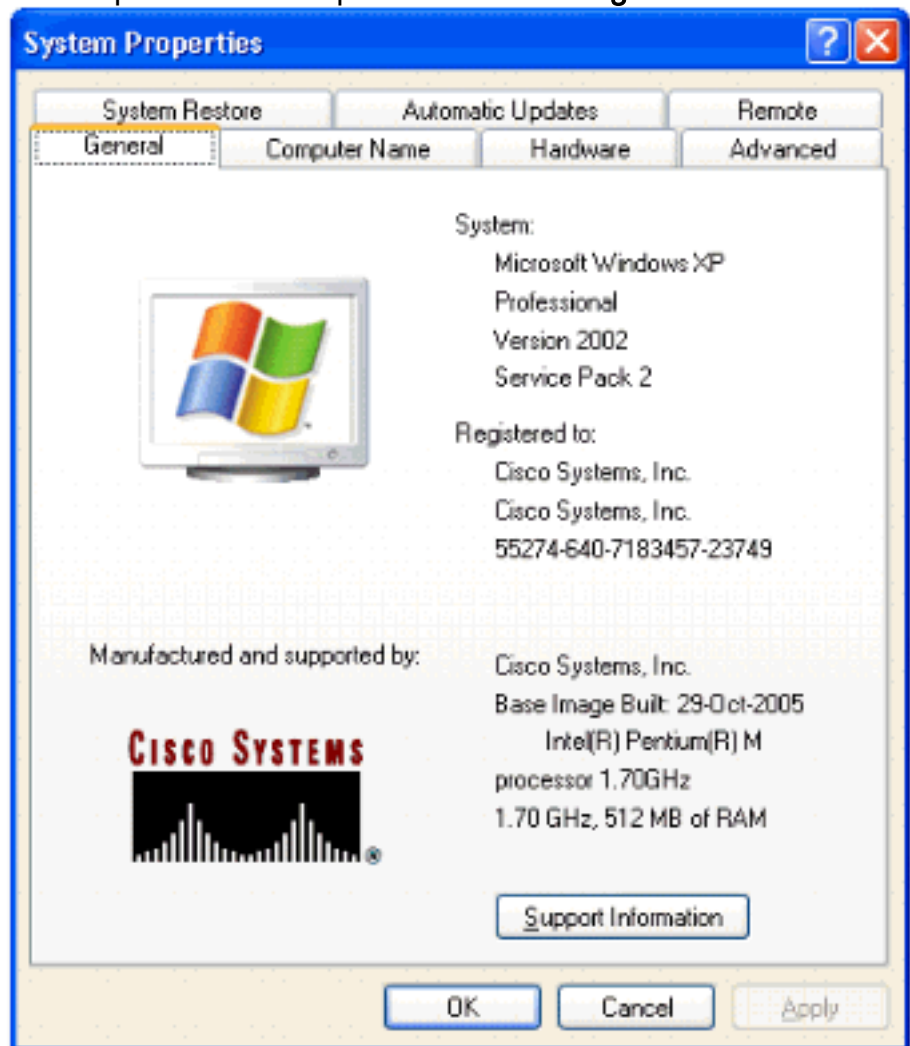 System Properties
System Restore
Automatic Updates
Remote
General
Computer Name
Hardware
Advanced
System:
Microsoft Windows XP
Professional
Version 2002
Service Pack 2
Registered to:
Cisco Systems, Inc.
Cisco Systems, Inc.
55274-640-7183457-23749
Manufactured and supported by:
Cisco Systems, Inc.
Base Image Built: 29-Oct-2005
Intel(R) Pentium(R) M
processor 1.70GHz
1.70 GHz, 512 MB of RAM
CISCO SYSTEMS
®
Support Information
OK
Cancel
Apply